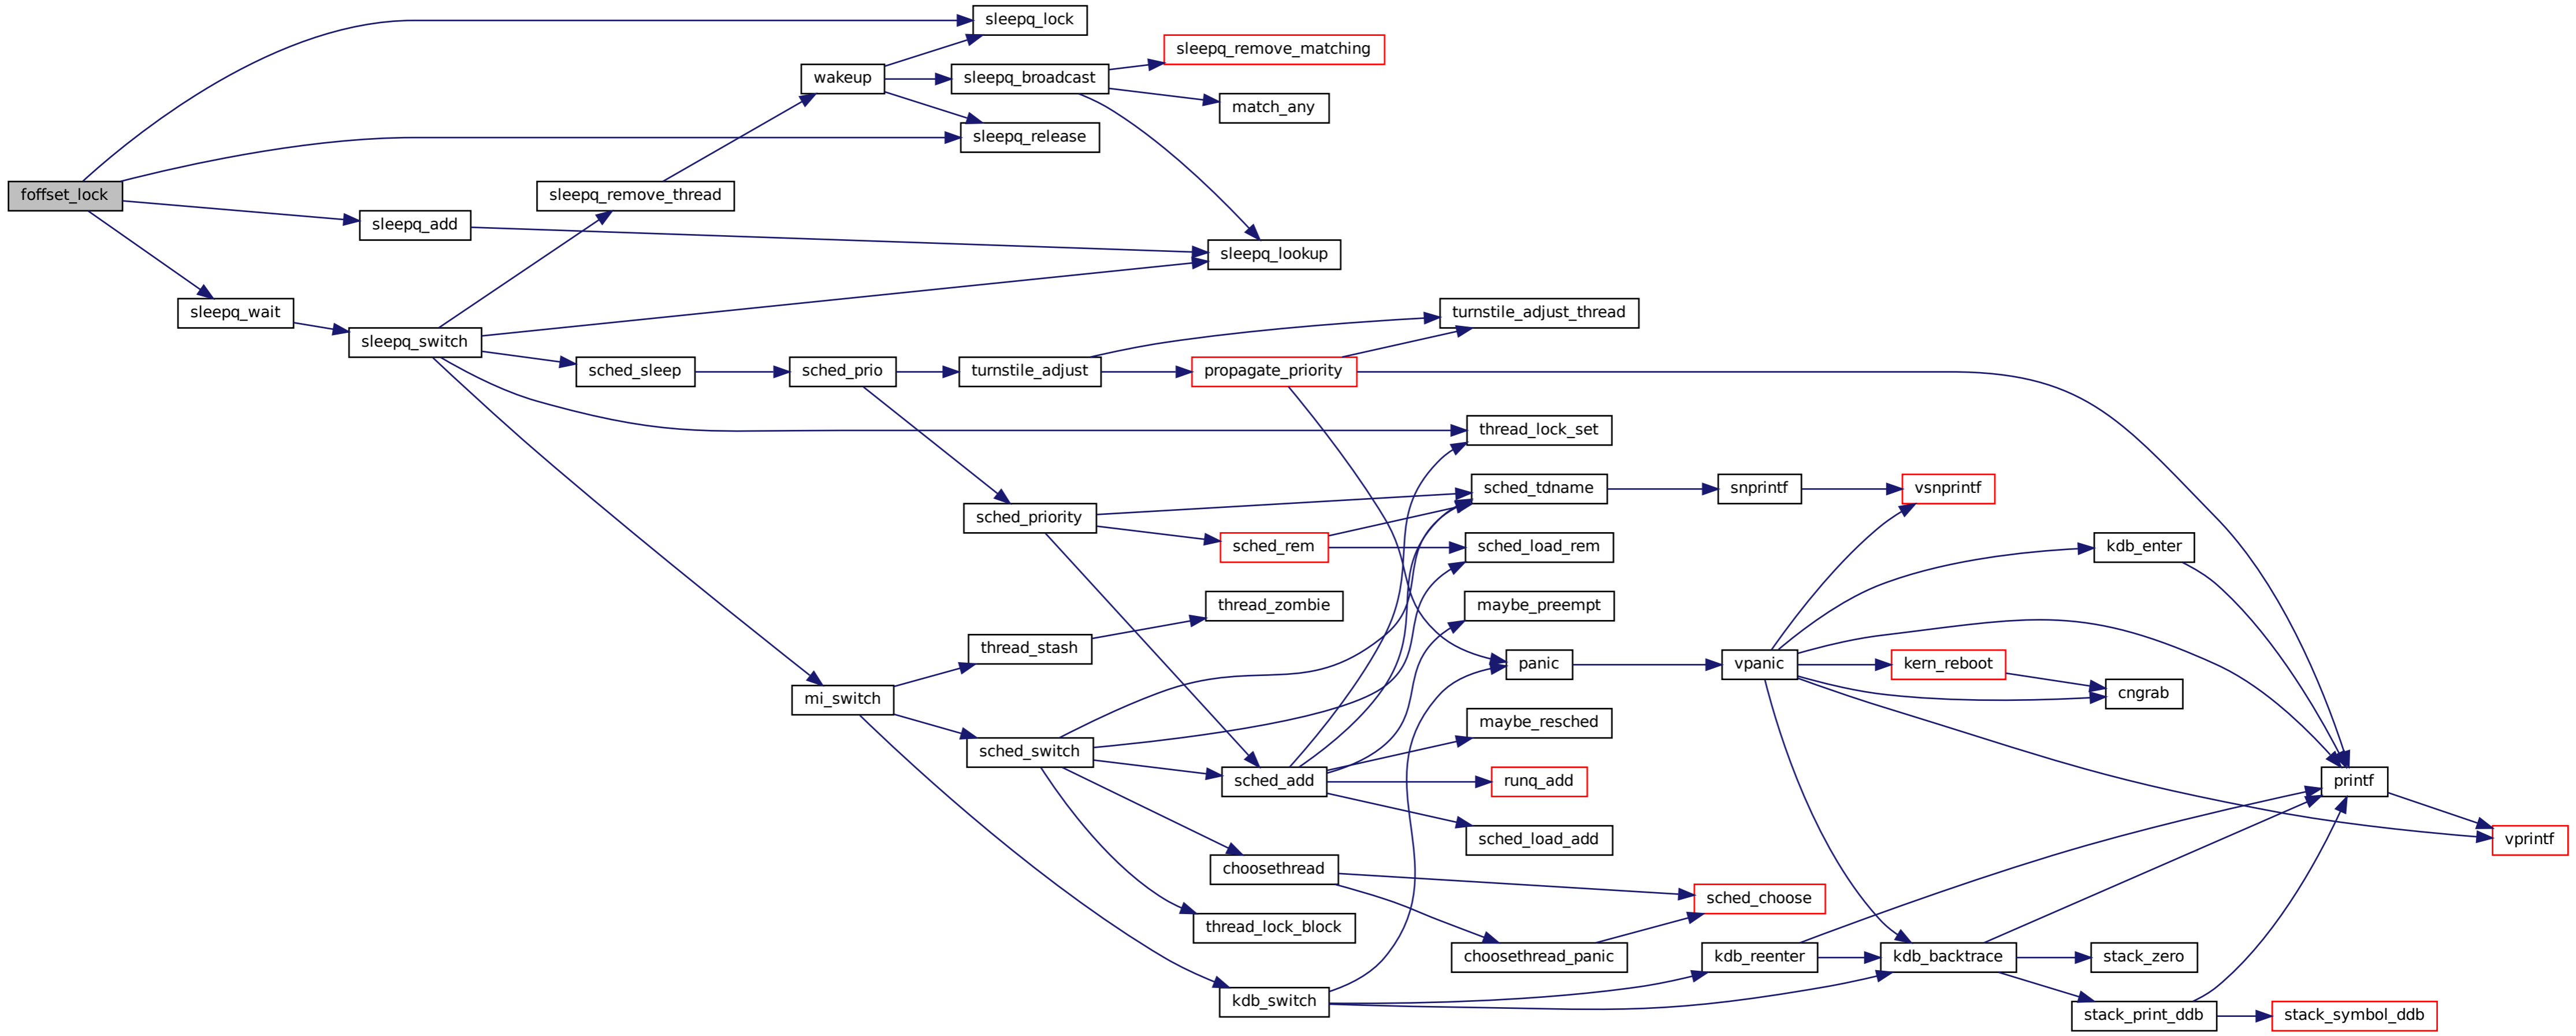 sleepq_lock
sleepq_remove_matching
wakeup
sleepq_broadcast
match_any
sleepq_release
foffset_lock
sleepq_remove_thread
sleepq_add
sleepq_lookup
sleepq_wait
turnstile_adjust_thread
sleepq_switch
sched_sleep
sched_prio
turnstile_adjust
propagate_priority
thread_lock_set
sched_tdname
snprintf
vsnprintf
sched_priority
sched_rem
sched_load_rem
kdb_enter
thread_zombie
maybe_preempt
thread_stash
panic
vpanic
kern_reboot
mi_switch
cngrab
maybe_resched
sched_switch
sched_add
runq_add
printf
sched_load_add
vprintf
choosethread
sched_choose
thread_lock_block
choosethread_panic
kdb_reenter
kdb_backtrace
stack_zero
kdb_switch
stack_print_ddb
stack_symbol_ddb